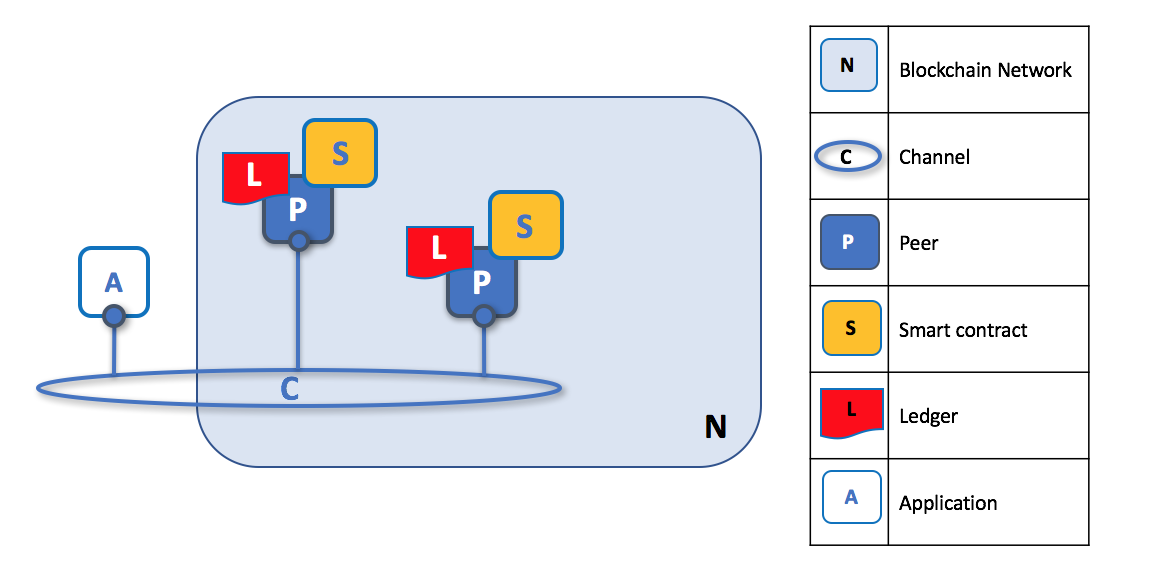 S
L
P
S
L
P
A
C
N
N Blockchain Network
C Channel
P Peer
S Smart contract
L Ledger
A Application